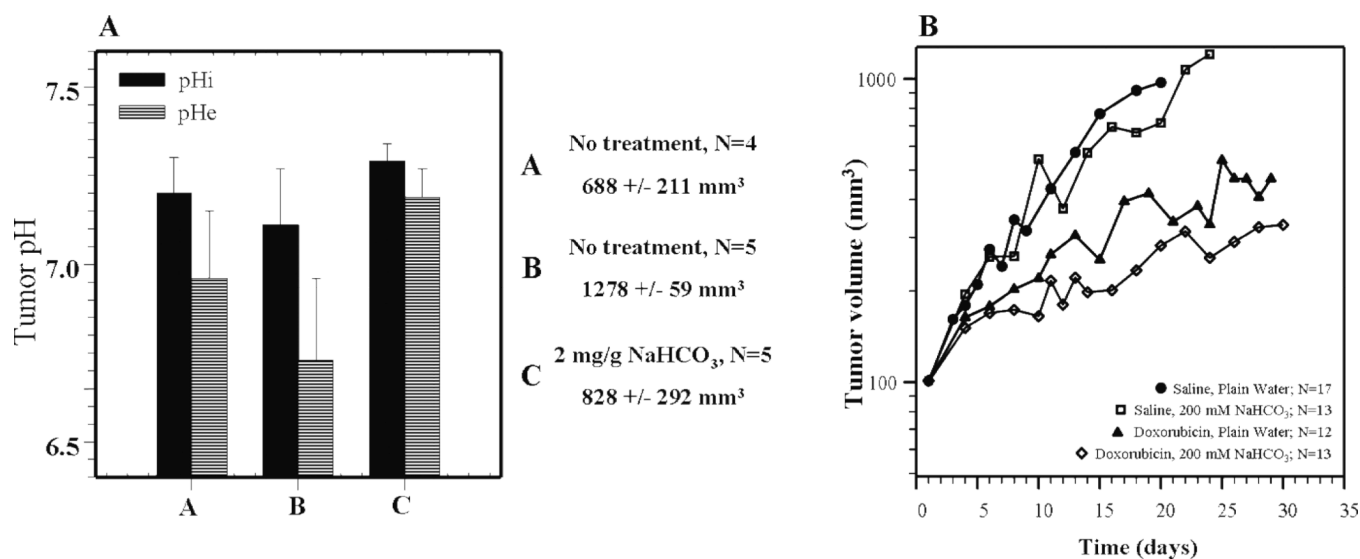 A
7.5
7.0
6.5
Tumor pH
pHi
pHe
A B C
A
No treatment, N=4
688 +/- 211 mm³
B
No treatment, N=5
1278 +/- 59 mm³
C
2 mg/g NaHCO₃, N=5
828 +/- 292 mm³
B
1000
100
Tumor volume (mm³)
Saline, Plain Water; N=17
Saline, 200 mM NaHCO₃; N=13
Doxorubicin, Plain Water; N=12
Doxorubicin, 200 mM NaHCO₃; N=13
0 5 10 15 20 25 30 35
Time (days)